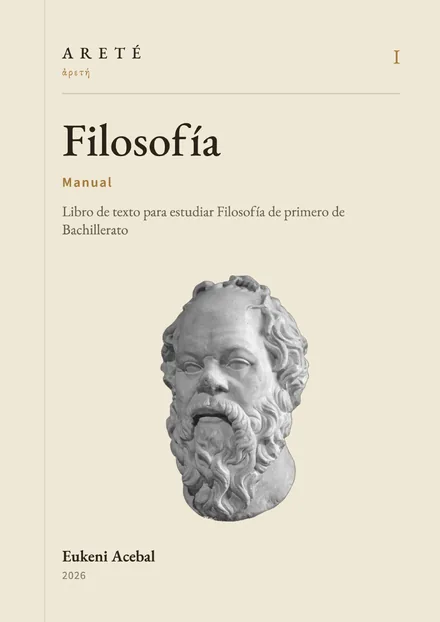 ARETÉ
ἀρετή
I
Filosofía
Manual
Libro de texto para estudiar Filosofía de primero de
Bachillerato
Eukeni Acebal
2026